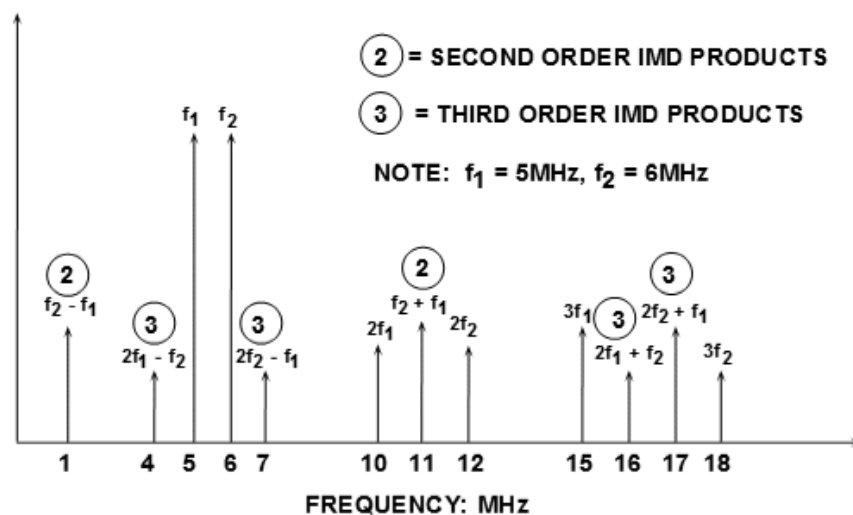 2 = SECOND ORDER IMD PRODUCTS
3 = THIRD ORDER IMD PRODUCTS
NOTE: f1 = 5MHz, f2 = 6MHz
f1 f2
2 2 3
f2 - f1 f2 + f1 3f1 3 2f2 + f1
3 3 2f1 2f2
2f1 - f2 2f2 - f1 2f1 + f2 3f2
1 4 5 6 7 10 11 12 15 16 17 18
FREQUENCY: MHz